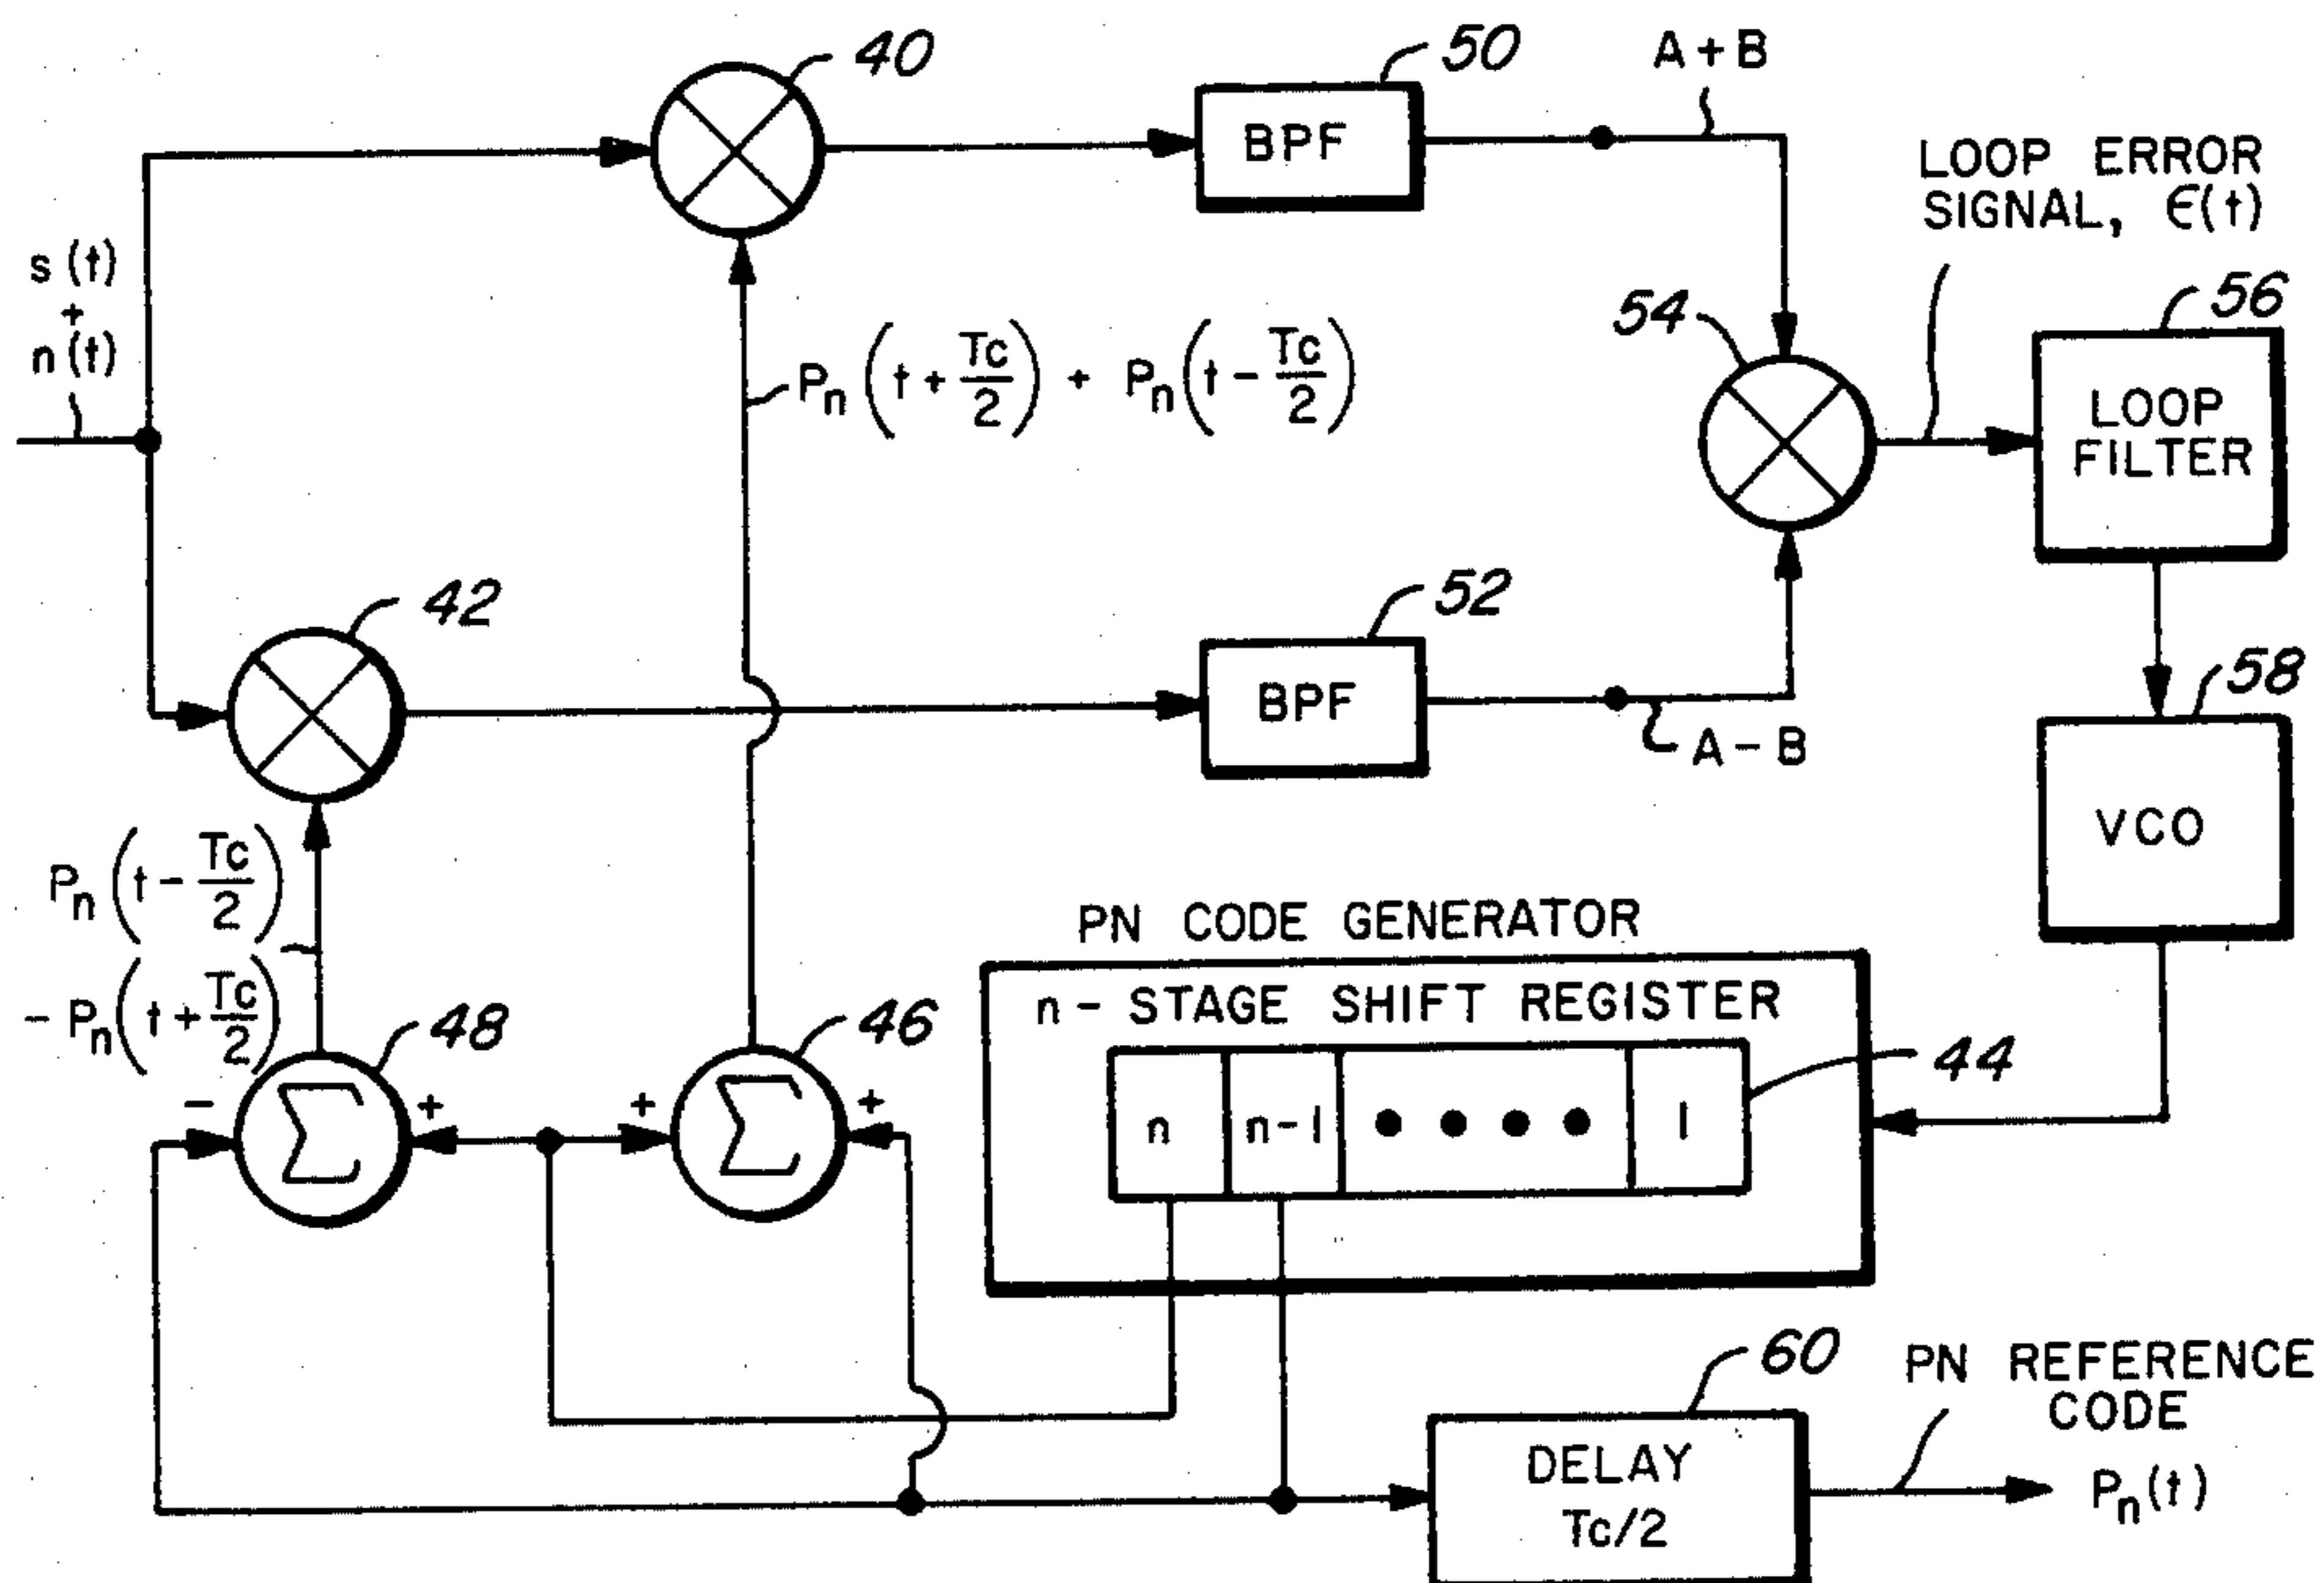 40
50
A + B
BPF
LOOP ERROR
SIGNAL, ϵ(t)
s(t)
+
n(t)
Pn(t + Tc/2) + Pn(t - Tc/2)
54
56
LOOP
FILTER
42
52
BPF
A - B
58
VCO
Pn(t - Tc/2)
- Pn(t + Tc/2)
48
46
PN CODE GENERATOR
n - STAGE SHIFT REGISTER
44
n
n-1
1
-
+
+
+
Σ
Σ
60
DELAY
Tc/2
PN REFERENCE
CODE
Pn(t)